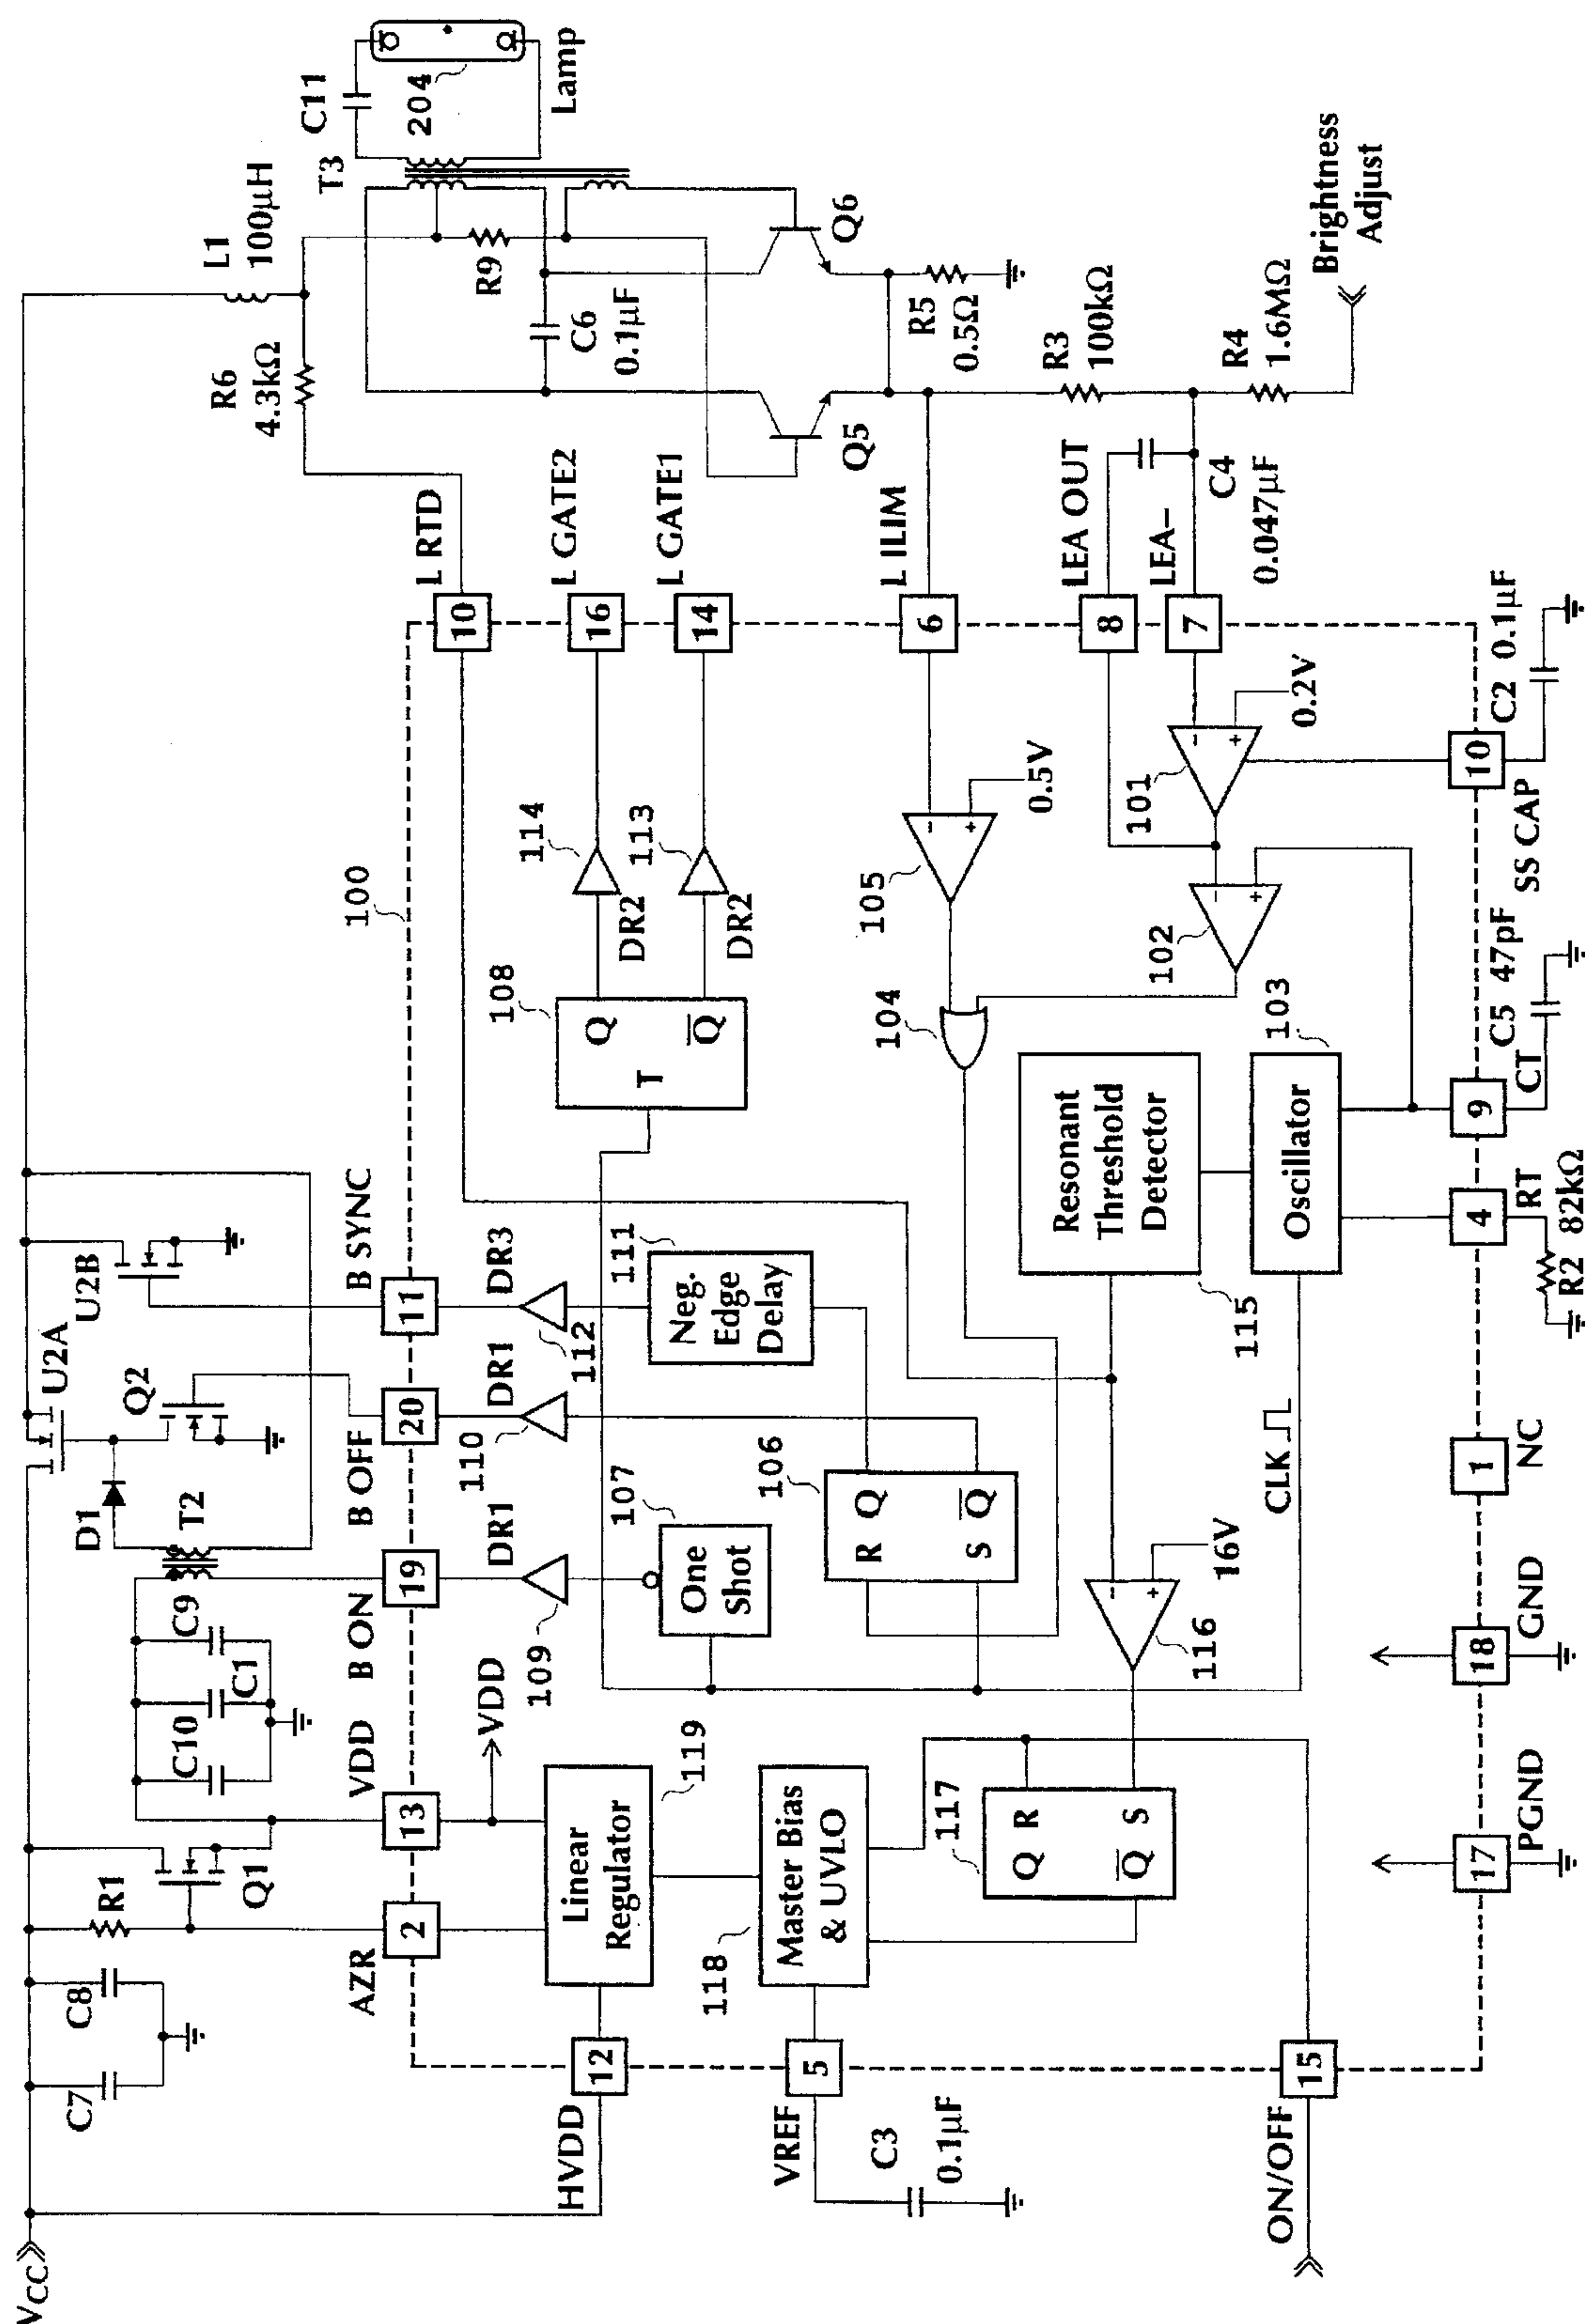 VCC
C7
C8
R1
Q1
C10
C1
C9
T2
D1
Q2
U2A
U2B
L1
100µH
R6
4.3kΩ
T3
C11
204
Lamp
R9
C6
0.1µF
Q5
Q6
R5
0.5Ω
R3
100kΩ
R4
1.6MΩ
Brightness
Adjust
HVDD
12
AZR
2
VDD
13
B ON
19
B OFF
20
B SYNC
11
100
L RTD
10
L GATE2
16
L GATE1
14
L ILIM
6
LEA OUT
8
LEA–
7
C4
0.047µF
VDD
Linear
Regulator
119
DR1
109
DR1
110
DR3
112
One
Shot
107
Neg.
Edge
Delay
111
108
T
Q
Q
DR2
114
DR2
113
VREF
5
C3
0.1µF
Master Bias
& UVLO
118
117
Q R
Q S
106
R Q
S Q
16V
116
Resonant
Threshold
Detector
115
Oscillator
103
CLK
104
105
0.5V
– +
102
– +
101
– +
0.2V
– +
ON/OFF
15
17
PGND
18
GND
1
NC
4
RT
R2 82kΩ
9
CT
C5 47pF
10
SS CAP
C2 0.1µF